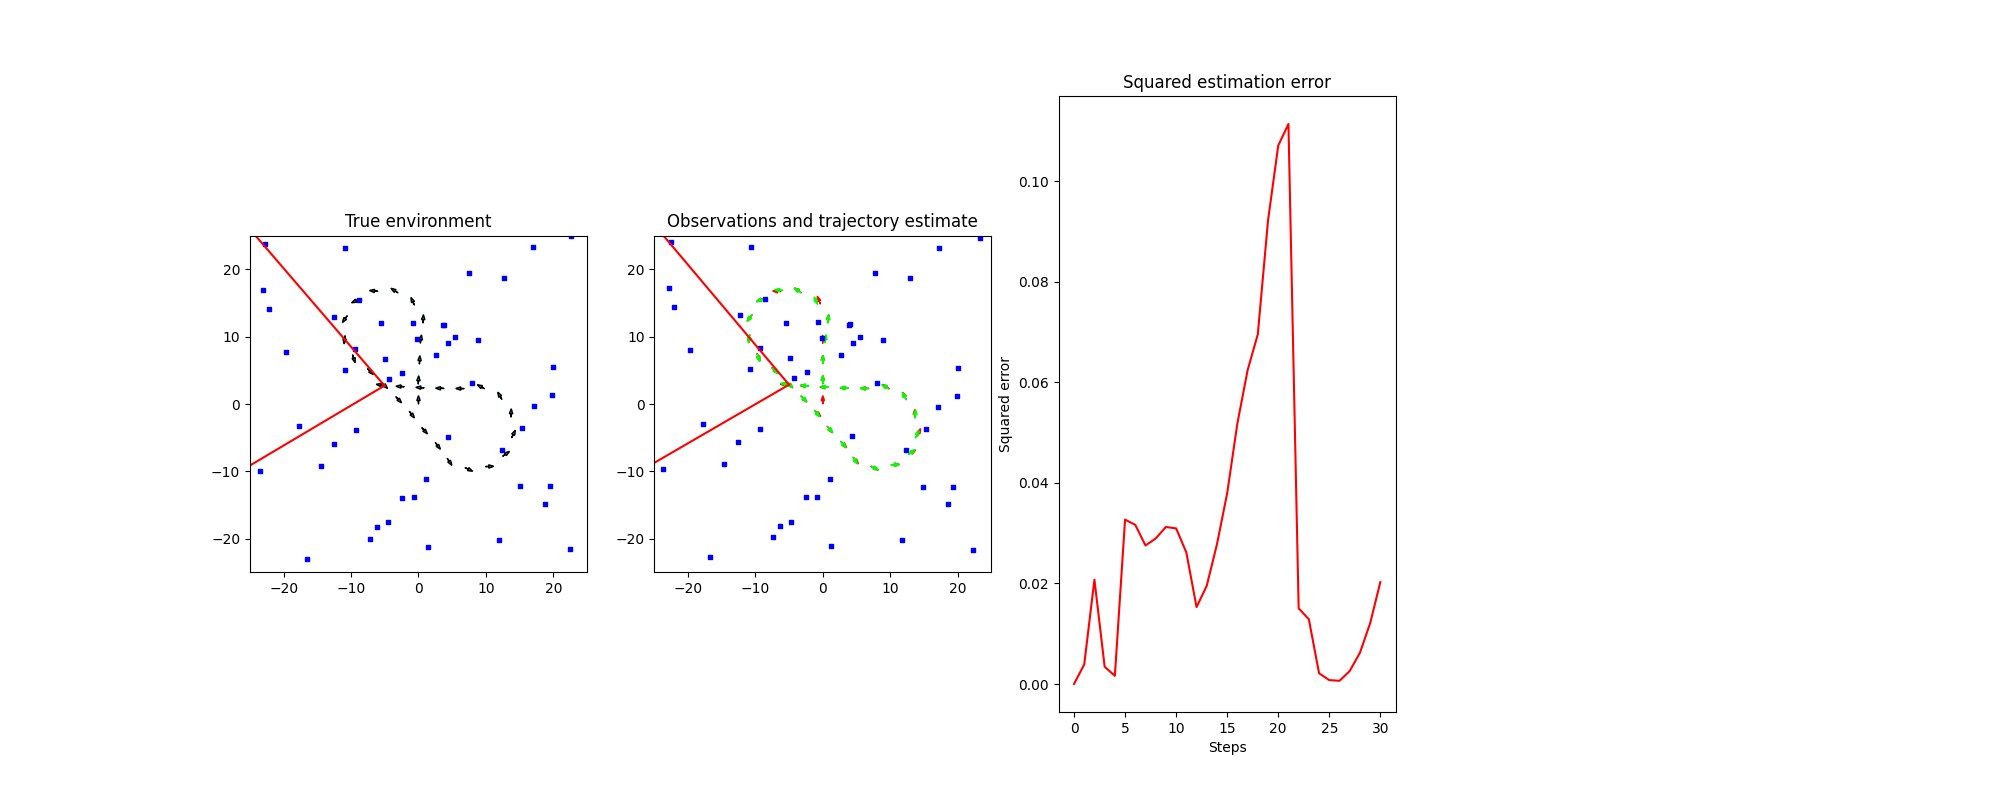 True environment
20
10
0
−10
−20
−20 −10 0 10 20
Observations and trajectory estimate
20
10
0
−10
−20
−20 −10 0 10 20
Squared estimation error
Squared error
0.10
0.08
0.06
0.04
0.02
0.00
0 5 10 15 20 25 30
Steps